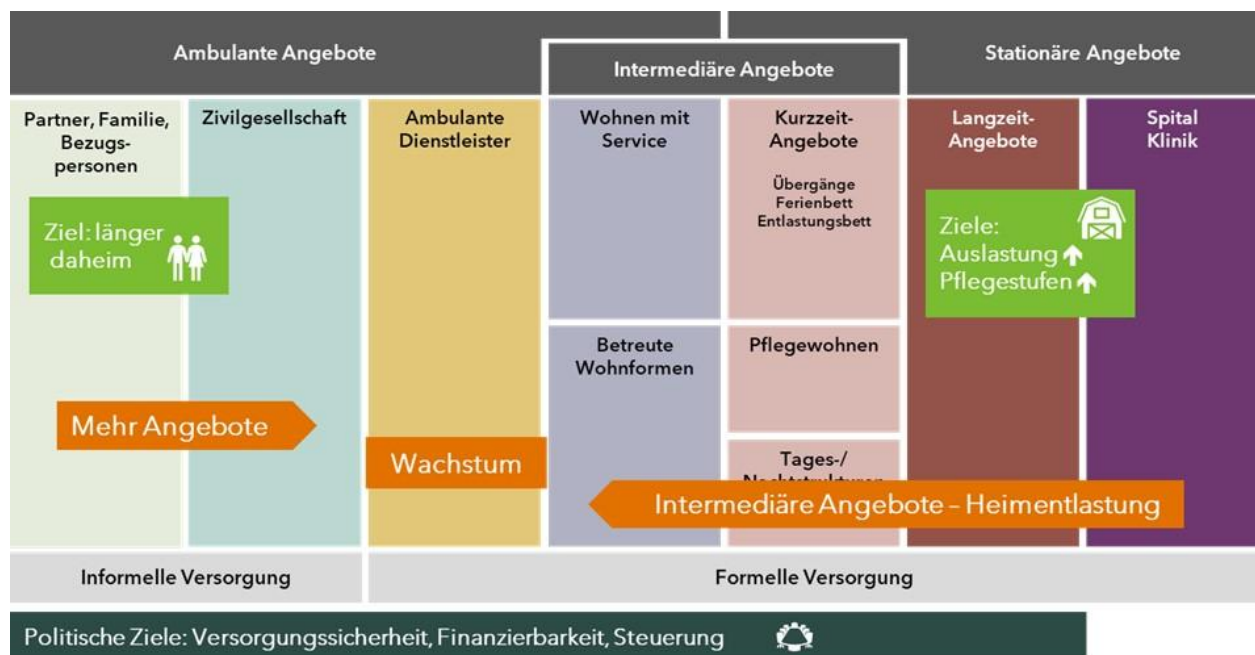 Ambulante Angebote
Intermediäre Angebote
Stationäre Angebote
Partner, Familie,
Bezugs-
personen
Zivilgesellschaft
Ambulante
Dienstleister
Wohnen mit
Service
Kurzzeit-
Angebote
Übergänge
Ferienbett
Entlastungsbett
Langzeit-
Angebote
Spital
Klinik
Ziel: länger
daheim
Ziele:
Auslastung
Pflegestufen
Betreute
Wohnformen
Pflegewohnen
Mehr Angebote
Wachstum
Tages-/
Intermediäre Angebote – Heimentlastung
Informelle Versorgung
Formelle Versorgung
Politische Ziele: Versorgungssicherheit, Finanzierbarkeit, Steuerung